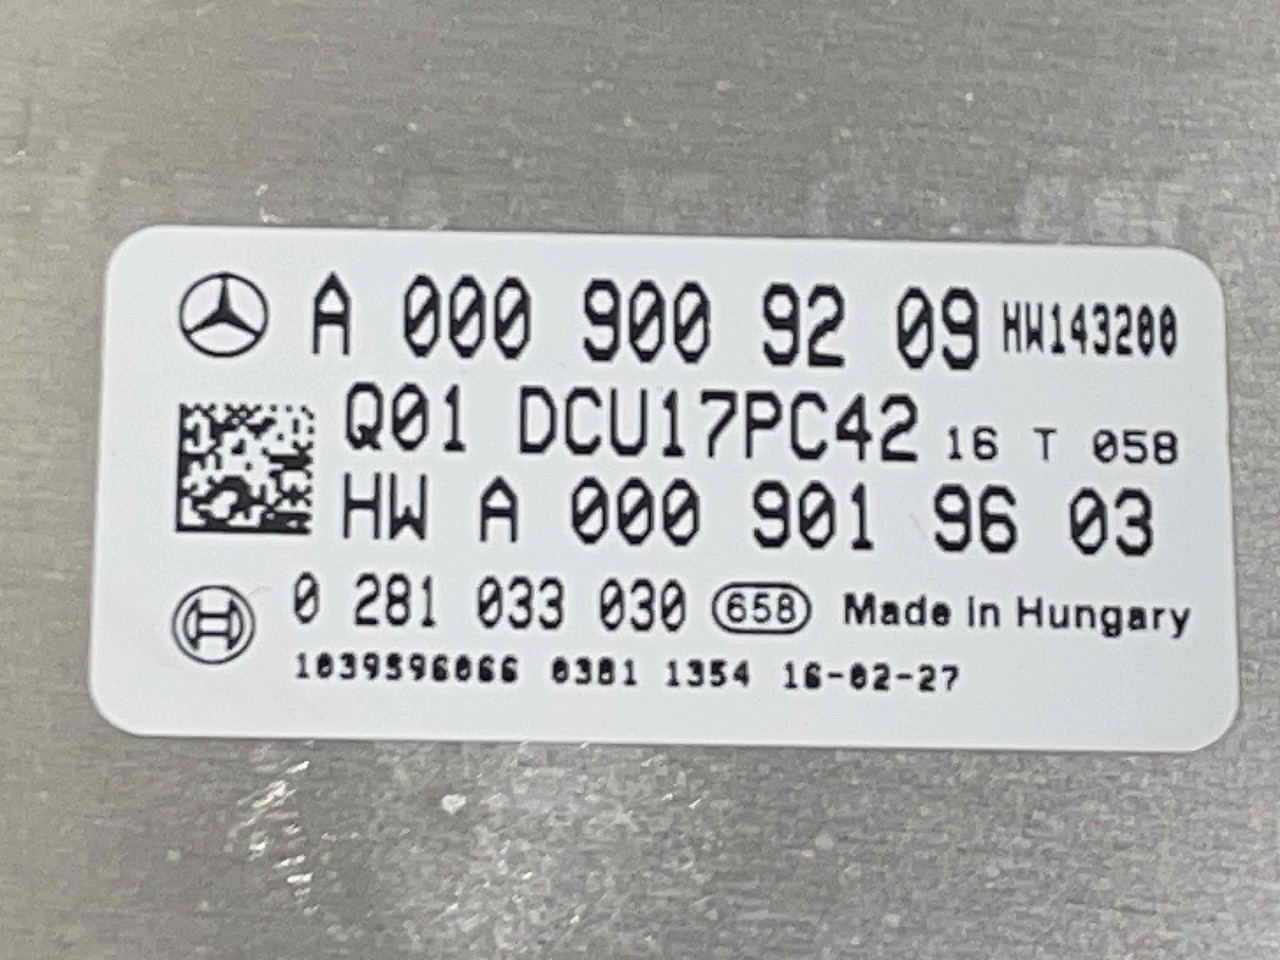 A 000 900 92 09 HW143200
Q01 DCU17PC42 16 T 058
HW A 000 901 96 03
0 281 033 030 658 Made in Hungary
1039S96066 0381 1354 16-02-27